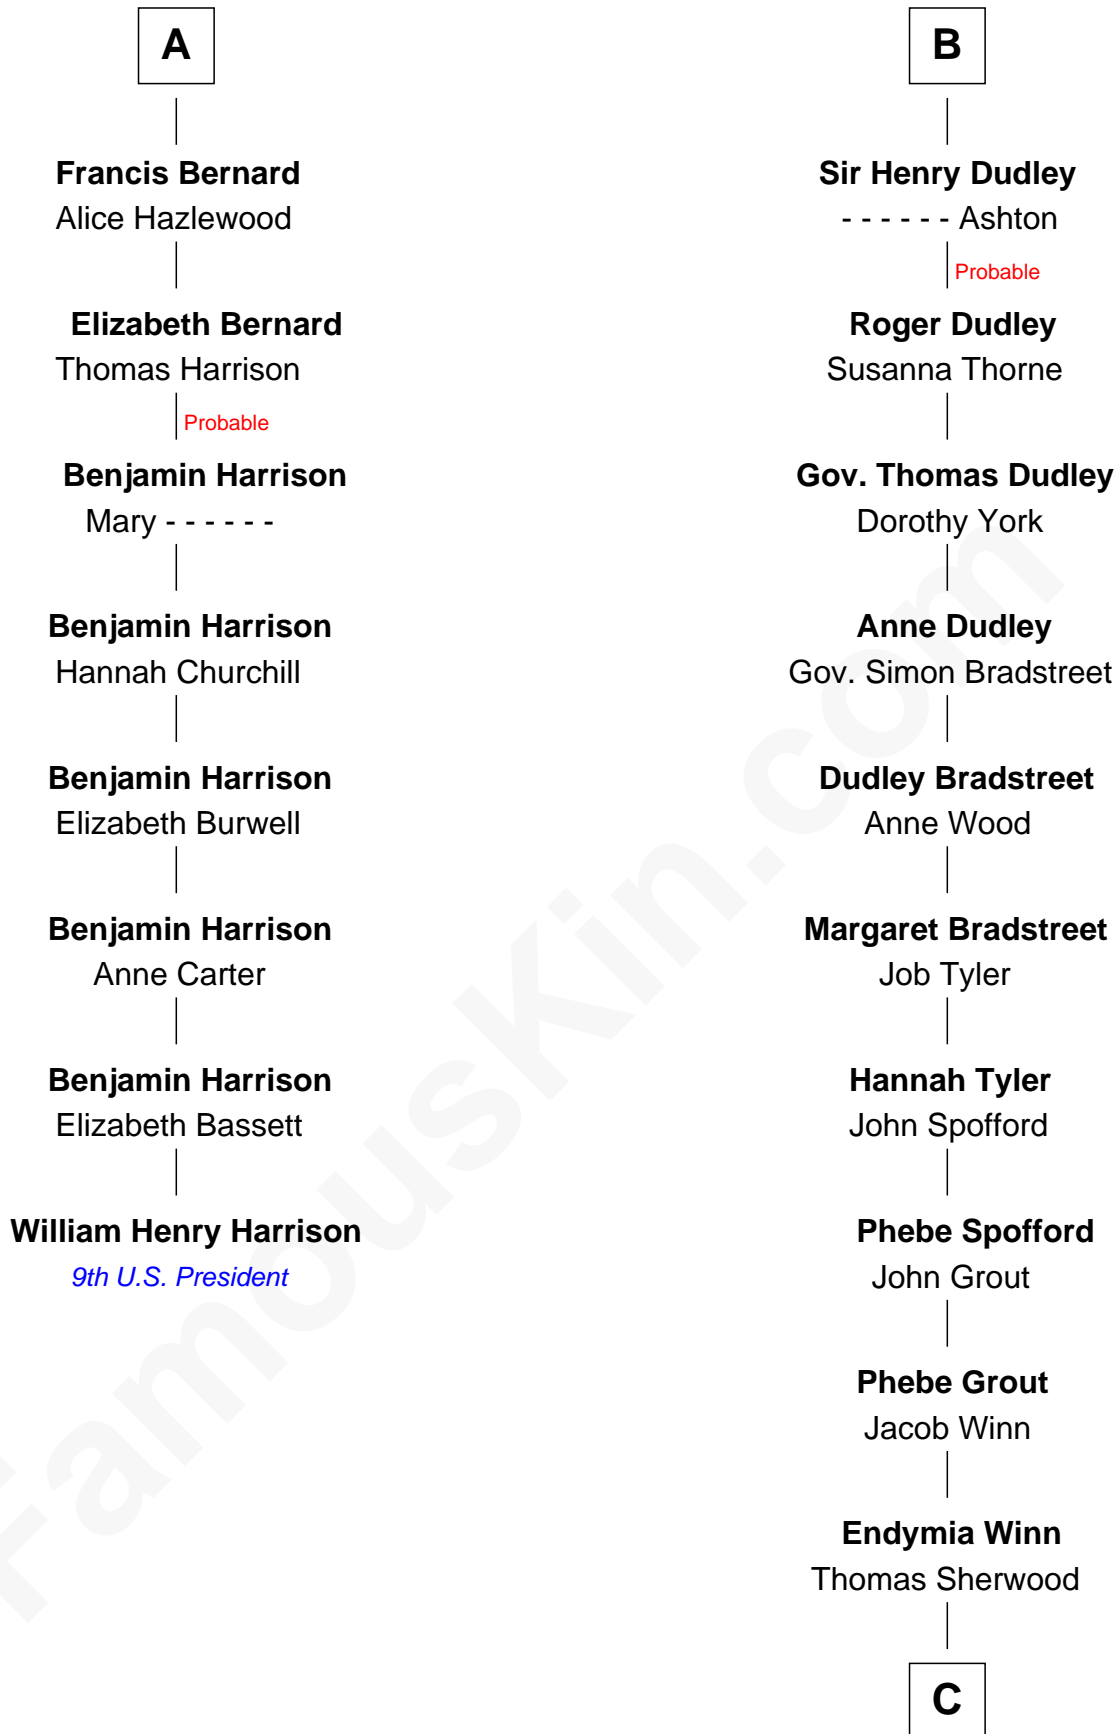 A
Francis Bernard
Alice Hazlewood
Elizabeth Bernard
Thomas Harrison
Probable
Benjamin Harrison
Mary - - - - - -
Benjamin Harrison
Hannah Churchill
Benjamin Harrison
Elizabeth Burwell
Benjamin Harrison
Anne Carter
Benjamin Harrison
Elizabeth Bassett
William Henry Harrison
9th U.S. President
B
Sir Henry Dudley
- - - - - - Ashton
Probable
Roger Dudley
Susanna Thorne
Gov. Thomas Dudley
Dorothy York
Anne Dudley
Gov. Simon Bradstreet
Dudley Bradstreet
Anne Wood
Margaret Bradstreet
Job Tyler
Hannah Tyler
John Spofford
Phebe Spofford
John Grout
Phebe Grout
Jacob Winn
Endymia Winn
Thomas Sherwood
C
FamousKin.com